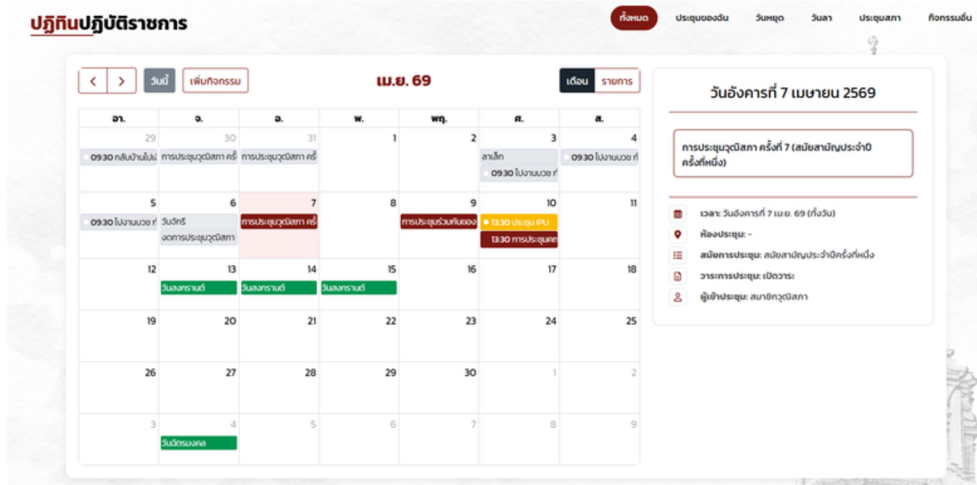 ปฏิทินปฏิบัติราชการ
ทั้งหมด ประชุมของฉัน วันหยุด วันลา ประชุมสภา กิจกรรมอื่น
วันนี้ เพิ่มกิจกรรม เม.ย. 69 เดือน รายการ
อา. จ. อ. พ. พฤ. ศ. ส.
29 30 31 1 2 3 4
09:30 กลับบ้านไปเ การประชุมวุฒิสภา ครั้ การประชุมวุฒิสภา ครั้ ลาเล็ก 09:30 ไปงานบวช ท่
09:30 ไปงานบวช ท่
5 6 7 8 9 10 11
09:30 ไปงานบวช ท่ วันจักรี การประชุมวุฒิสภา ครั้ การประชุมร่วมกันของ 13:30 ประชุม IPU
งดการประชุมวุฒิสภา 13:30 การประชุมคณ
12 13 14 15 16 17 18
วันสงกรานต์ วันสงกรานต์ วันสงกรานต์
19 20 21 22 23 24 25
26 27 28 29 30 1 2
3 4 5 6 7 8 9
วันฉัตรมงคล
วันอังคารที่ 7 เมษายน 2569
การประชุมวุฒิสภา ครั้งที่ 7 (สมัยสามัญประจำปี
ครั้งที่หนึ่ง)
เวลา: วันอังคารที่ 7 เม.ย. 69 (ทั้งวัน)
ห้องประชุม: -
สมัยการประชุม: สมัยสามัญประจำปีครั้งที่หนึ่ง
วาระการประชุม: เปิดวาระ
ผู้เข้าประชุม: สมาชิกวุฒิสภา